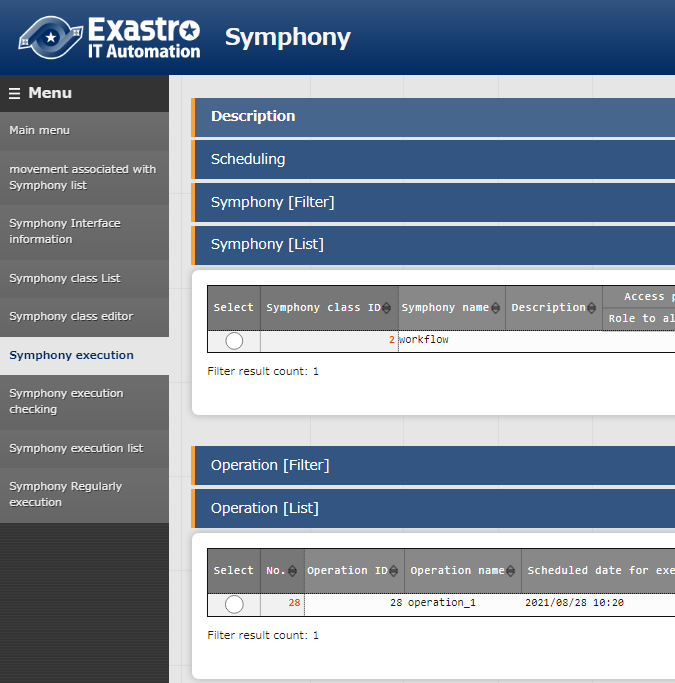 Exastro
IT Automation
Symphony
Menu
Main menu
movement associated with
Symphony list
Symphony Interface
information
Symphony class List
Symphony class editor
Symphony execution
Symphony execution
checking
Symphony execution list
Symphony Regularly
execution
Description
Scheduling
Symphony [Filter]
Symphony [List]
Select Symphony class ID Symphony name Description Access p
Role to al
2 workflow
Filter result count: 1
Operation [Filter]
Operation [List]
Select No. Operation ID Operation name Scheduled date for exe
28 28 operation_1 2021/08/28 10:20
Filter result count: 1